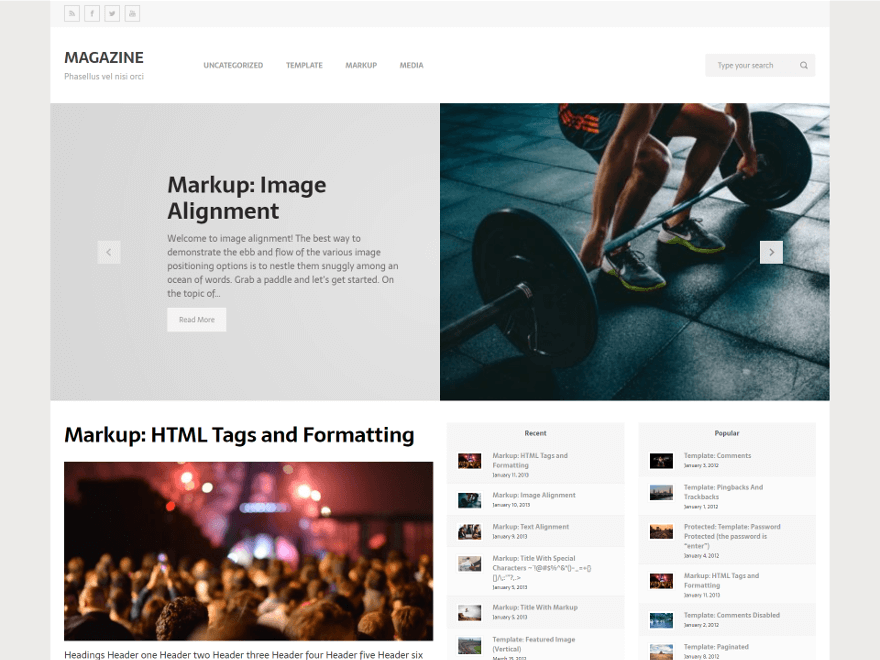 MAGAZINE
Phasellus vel nisi orci
UNCATEGORIZED TEMPLATE MARKUP MEDIA
Type your search
Markup: Image
Alignment
Welcome to image alignment! The best way to
demonstrate the ebb and flow of the various image
positioning options is to nestle them snuggly among an
ocean of words. Grab a paddle and let's get started. On
the topic of...
Read More
Markup: HTML Tags and Formatting
Headings Header one Header two Header three Header four Header five Header six
Recent
Markup: HTML Tags and
Formatting
January 11, 2013
Markup: Image Alignment
January 10, 2013
Markup: Text Alignment
January 9, 2013
Markup: Title With Special
Characters
January 5, 2013
Markup: Title With Markup
January 5, 2013
Template: Featured Image
(Vertical)
March 15, 2012
Popular
Template: Comments
January 3, 2012
Template: Pingbacks And
Trackbacks
January 1, 2012
Protected: Template: Password
Protected (the password is
"enter")
January 4, 2012
Markup: HTML Tags and
Formatting
January 11, 2013
Template: Comments Disabled
January 2, 2012
Template: Paginated
January 8, 2012